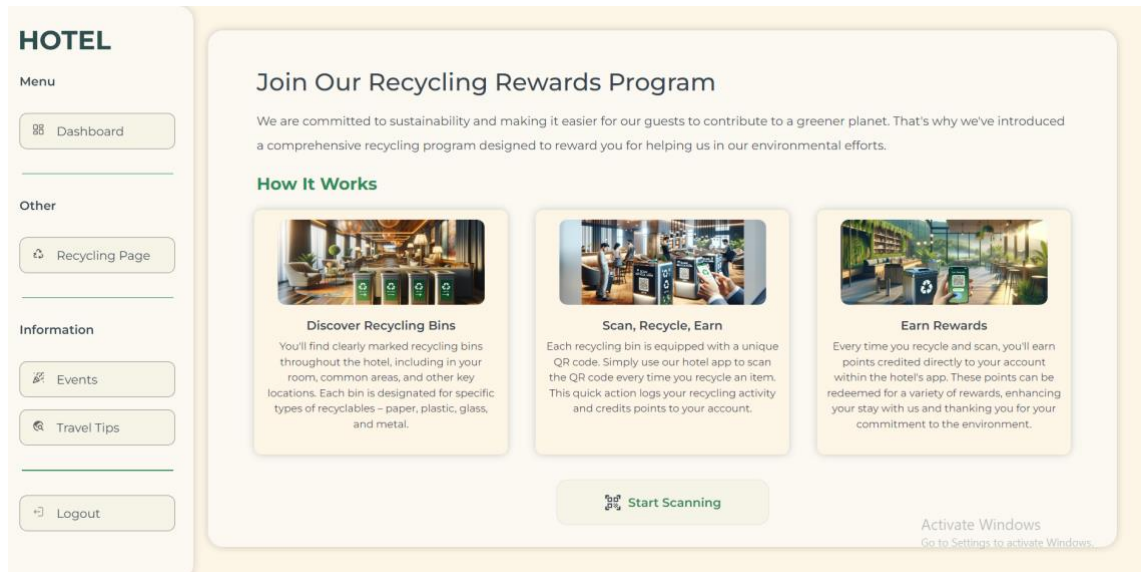 HOTEL
Menu
Dashboard
Other
Recycling Page
Information
Events
Travel Tips
Logout
Join Our Recycling Rewards Program
We are committed to sustainability and making it easier for our guests to contribute to a greener planet. That's why we've introduced
a comprehensive recycling program designed to reward you for helping us in our environmental efforts.
How It Works
Discover Recycling Bins
You'll find clearly marked recycling bins
throughout the hotel, including in your
room, common areas, and other key
locations. Each bin is designated for specific
types of recyclables – paper, plastic, glass,
and metal.
Scan, Recycle, Earn
Each recycling bin is equipped with a unique
QR code. Simply use our hotel app to scan
the QR code every time you recycle an item.
This quick action logs your recycling activity
and credits points to your account.
Earn Rewards
Every time you recycle and scan, you'll earn
points credited directly to your account
within the hotel's app. These points can be
redeemed for a variety of rewards, enhancing
your stay with us and thanking you for your
commitment to the environment.
Start Scanning
Activate Windows
Go to Settings to activate Windows.